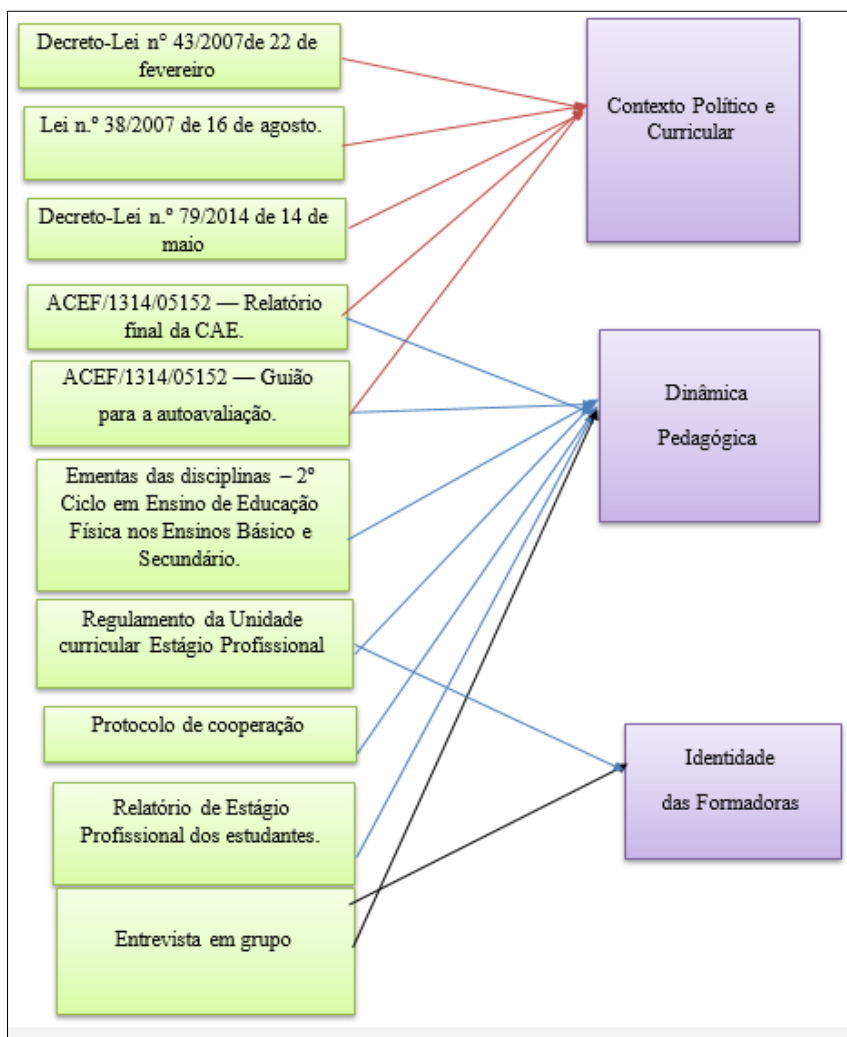 Decreto-Lei n° 43/2007de 22 de
fevereiro
Lei n.º 38/2007 de 16 de agosto.
Decreto-Lei n.º 79/2014 de 14 de
maio
ACEF/1314/05152 — Relatório
final da CAE.
ACEF/1314/05152 — Guião
para a autoavaliação.
Ementas das disciplinas – 2º
Ciclo em Ensino de Educação
Física nos Ensinos Básico e
Secundário.
Regulamento da Unidade
curricular Estágio Profissional
Protocolo de cooperação
Relatório de Estágio
Profissional dos estudantes.
Entrevista em grupo
Contexto Político e
Curricular
Dinâmica
Pedagógica
Identidade
das Formadoras